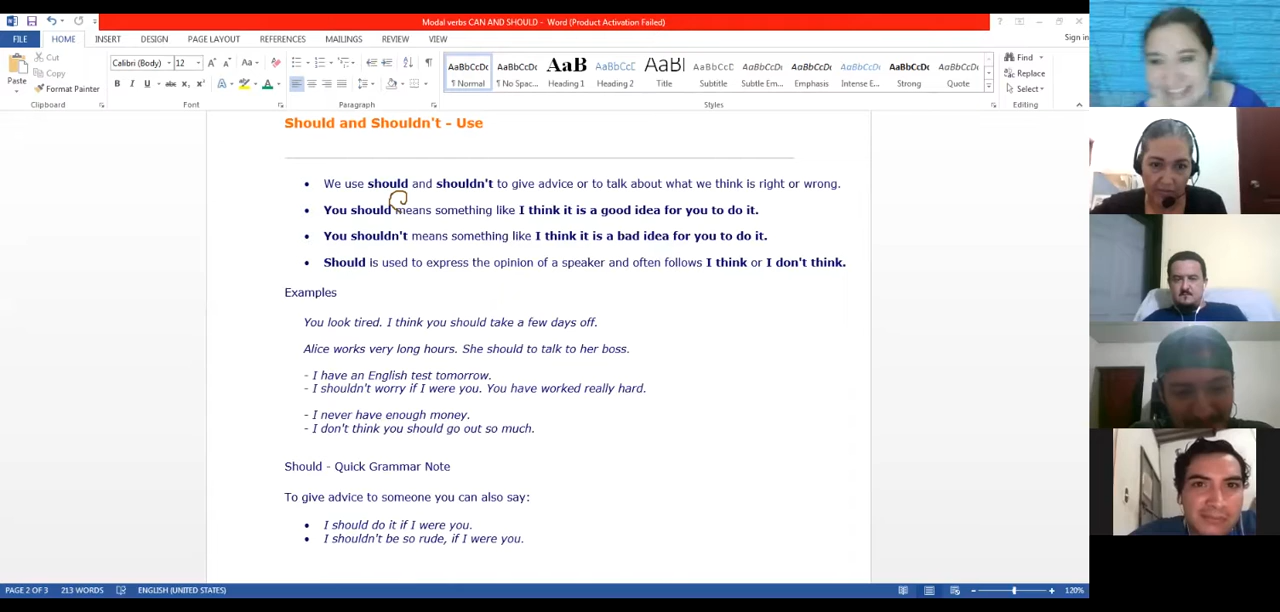 Modal verbs CAN AND SHOULD - Word (Product Activation Failed)
FILE HOME INSERT DESIGN PAGE LAYOUT REFERENCES MAILINGS REVIEW VIEW Sign in
Paste
Cut
Copy
Format Painter
Clipboard
Calibri (Body) 12
Font
Paragraph
AaBbCcDc AaBbCcDc AaB AaBbCcD AaBl AaBbCcD AaBbCcDc AaBbCcDc AaBbCcDc AaBbCcDc AaBbCcDc
¶ Normal ¶ No Spac... Heading 1 Heading 2 Title Subtitle Subtle Em... Emphasis Intense E... Strong Quote
Styles
Find
Replace
Select
Editing
Should and Shouldn't - Use
• We use should and shouldn't to give advice or to talk about what we think is right or wrong.
• You should means something like I think it is a good idea for you to do it.
• You shouldn't means something like I think it is a bad idea for you to do it.
• Should is used to express the opinion of a speaker and often follows I think or I don't think.
Examples
You look tired. I think you should take a few days off.
Alice works very long hours. She should to talk to her boss.
- I have an English test tomorrow.
- I shouldn't worry if I were you. You have worked really hard.
- I never have enough money.
- I don't think you should go out so much.
Should - Quick Grammar Note
To give advice to someone you can also say:
• I should do it if I were you.
• I shouldn't be so rude, if I were you.
PAGE 2 OF 3 213 WORDS ENGLISH (UNITED STATES) 120%